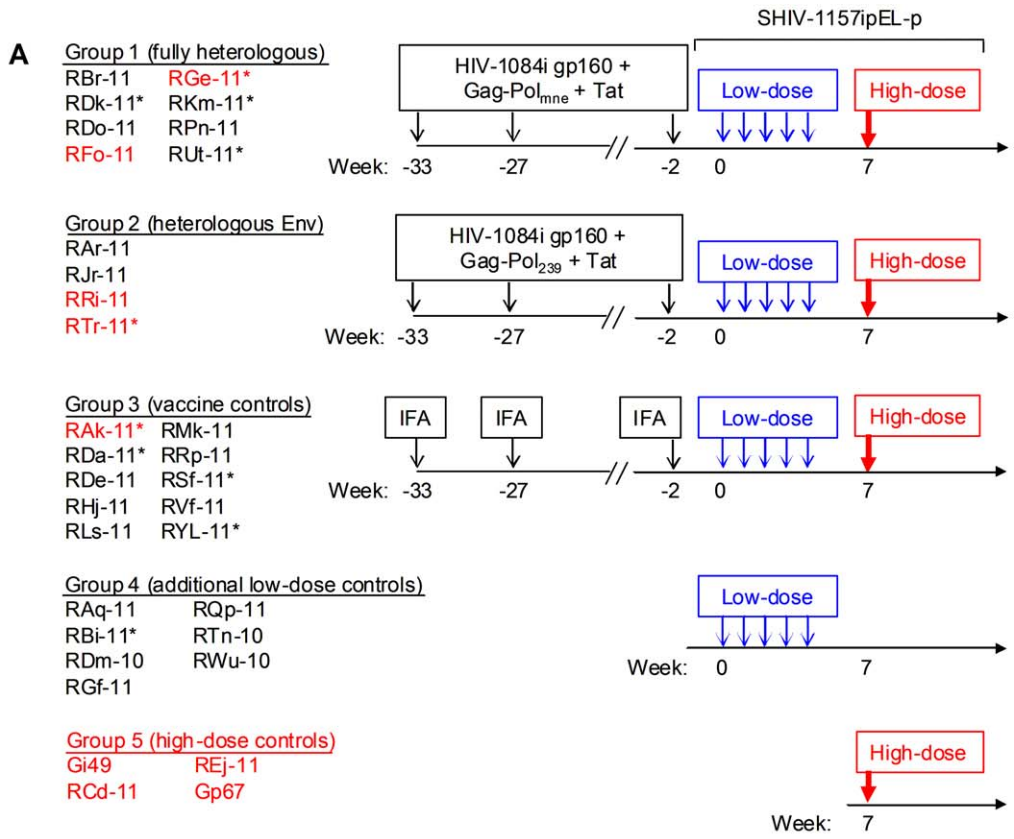 A
SHIV-1157ipEL-p
Group 1 (fully heterologous)
RBr-11 RGe-11*
RDk-11* RKm-11*
RDo-11 RPn-11
RFo-11 RUt-11*
HIV-1084i gp160 +
Gag-Polmne + Tat
Low-dose
High-dose
Week: -33 -27 -2 0 7
Group 2 (heterologous Env)
RAr-11
RJr-11
RRi-11
RTr-11*
HIV-1084i gp160 +
Gag-Pol239 + Tat
Low-dose
High-dose
Week: -33 -27 -2 0 7
Group 3 (vaccine controls)
RAk-11* RMk-11
RDa-11* RRp-11
RDe-11 RSf-11*
RHj-11 RVf-11
RLs-11 RYL-11*
IFA IFA IFA
Low-dose
High-dose
Week: -33 -27 -2 0 7
Group 4 (additional low-dose controls)
RAq-11 RQp-11
RBi-11* RTn-10
RDm-10 RWu-10
RGf-11
Low-dose
Week: 0 7
Group 5 (high-dose controls)
Gi49 REj-11
RCd-11 Gp67
High-dose
Week: 7